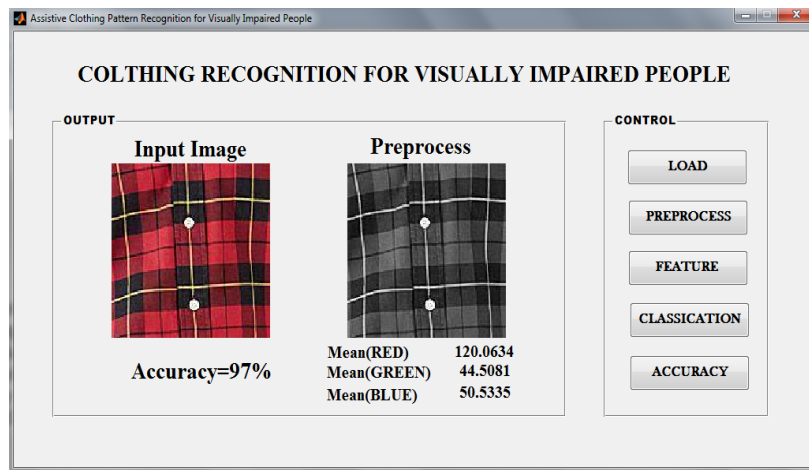 Assistive Clothing Pattern Recognition for Visually Impaired People
COLTHING RECOGNITION FOR VISUALLY IMPAIRED PEOPLE
OUTPUT
Input Image
Preprocess
Accuracy=97%
Mean(RED) 120.0634
Mean(GREEN) 44.5081
Mean(BLUE) 50.5335
CONTROL
LOAD
PREPROCESS
FEATURE
CLASSICATION
ACCURACY